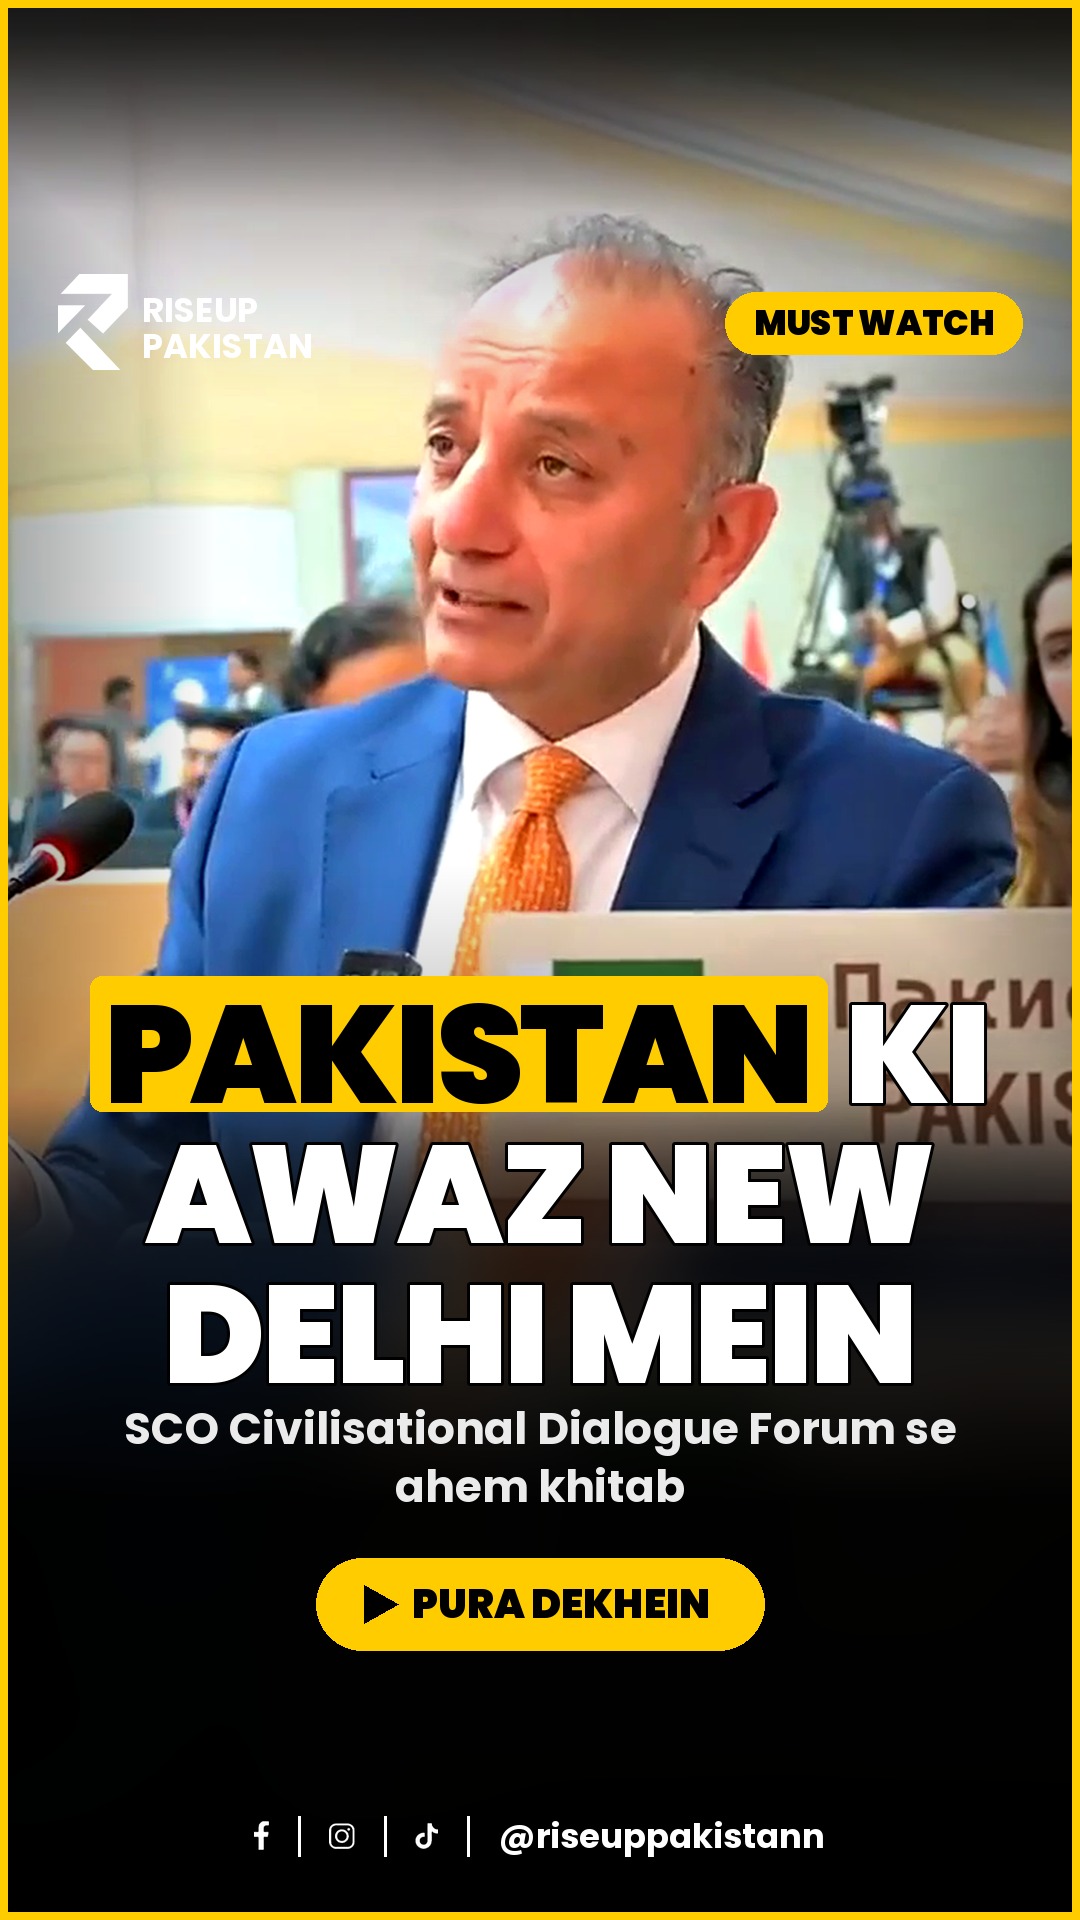 RISEUP
PAKISTAN
MUST WATCH
PAKISTAN KI
AWAZ NEW
DELHI MEIN
SCO Civilisational Dialogue Forum se
ahem khitab
PURA DEKHEIN
@riseuppakistann